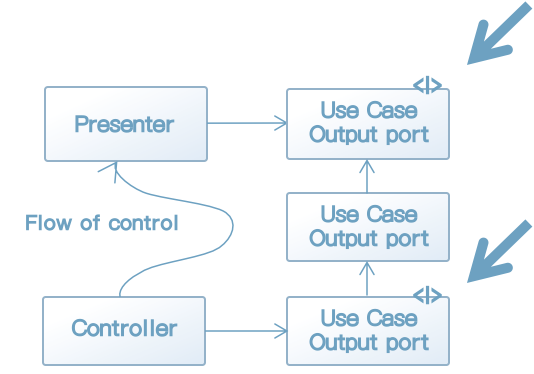 Presenter
Use Case
Output port
Flow of control
Use Case
Output port
Controller
Use Case
Output port